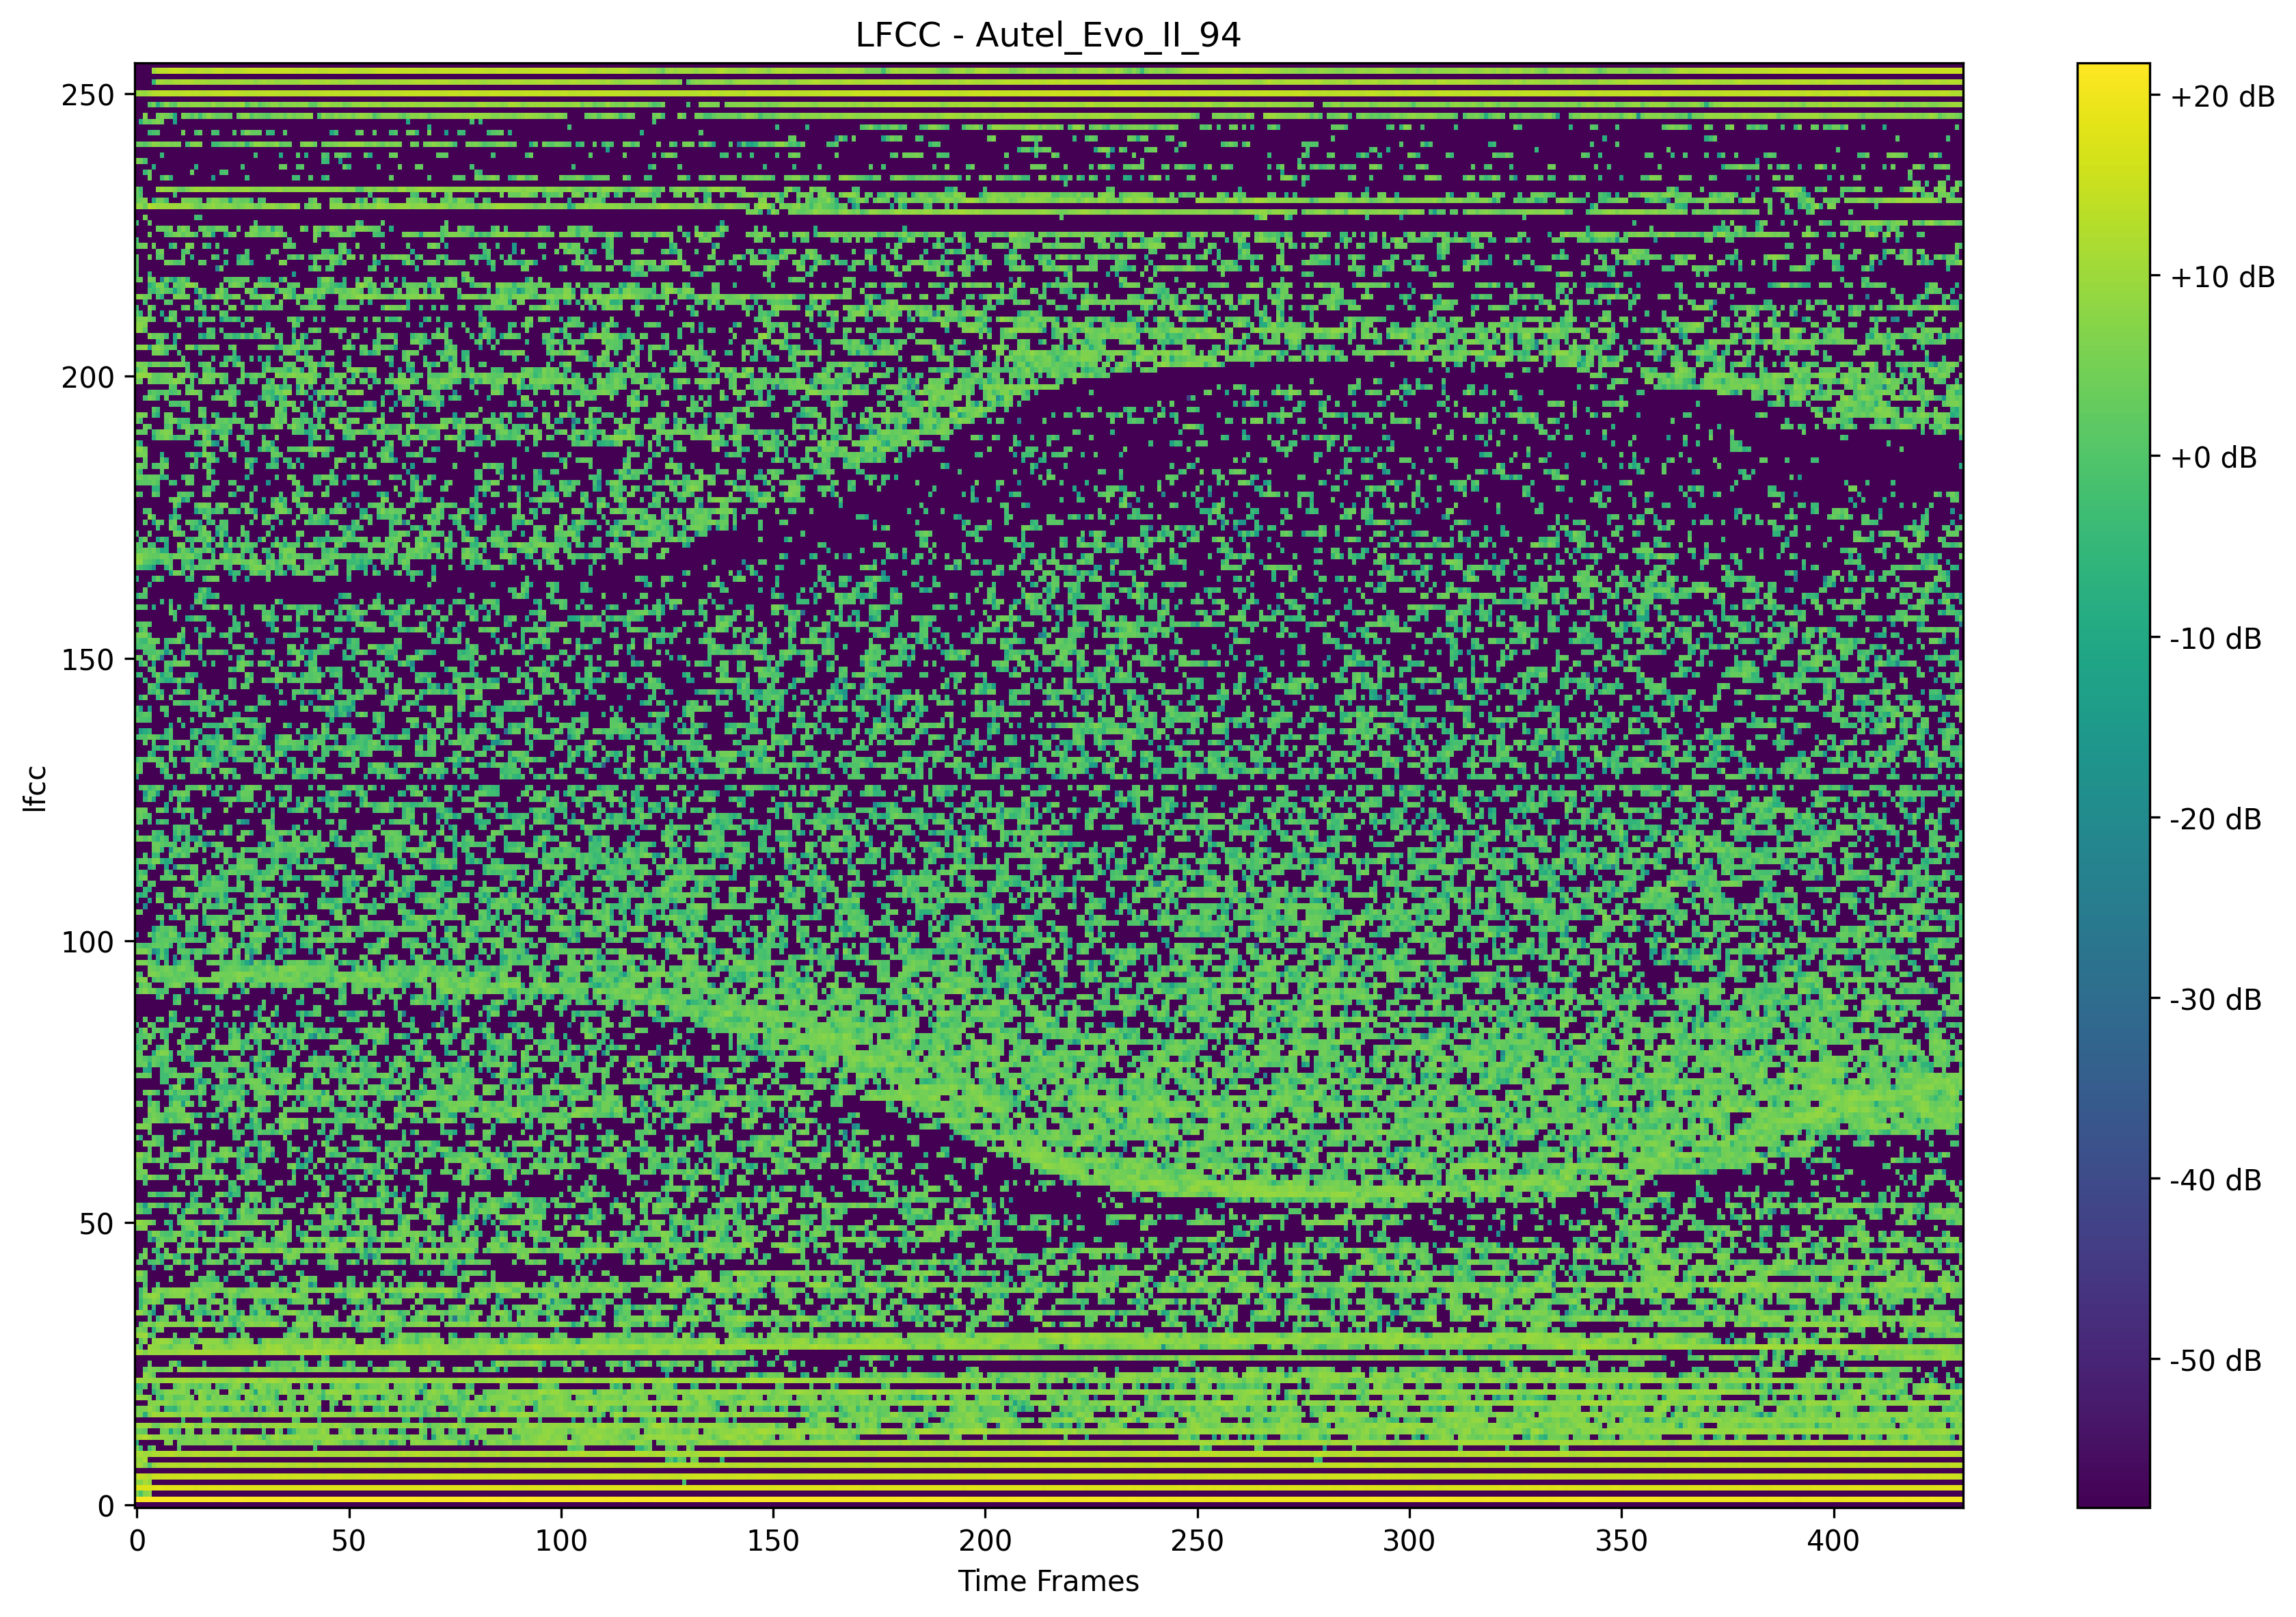 LFCC - Autel_Evo_II_94
250
200
150
100
50
0
lfcc
0 50 100 150 200 250 300 350 400
Time Frames
+20 dB
+10 dB
+0 dB
-10 dB
-20 dB
-30 dB
-40 dB
-50 dB